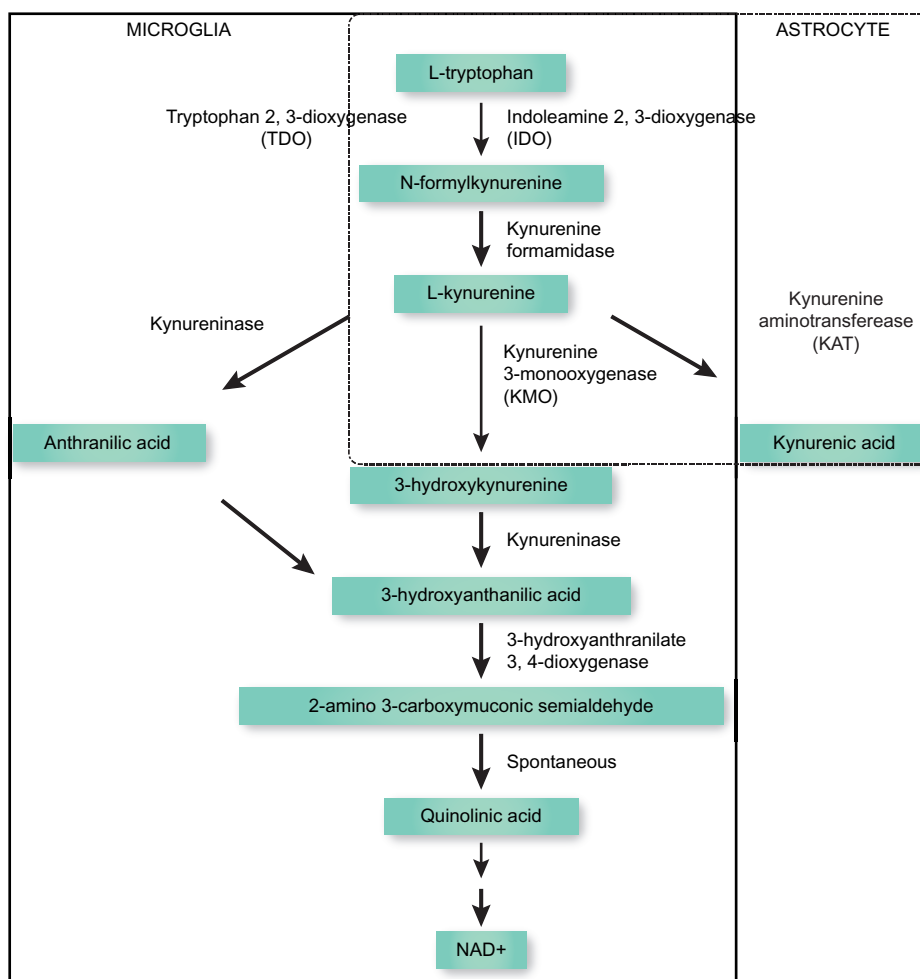 MICROGLIA
ASTROCYTE
L-tryptophan
Tryptophan 2, 3-dioxygenase
(TDO)
Indoleamine 2, 3-dioxygenase
(IDO)
N-formylkynurenine
Kynurenine
formamidase
L-kynurenine
Kynureninase
Kynurenine
3-monooxygenase
(KMO)
Kynurenine
aminotransferease
(KAT)
Anthranilic acid
Kynurenic acid
3-hydroxykynurenine
Kynureninase
3-hydroxyanthanilic acid
3-hydroxyanthranilate
3, 4-dioxygenase
2-amino 3-carboxymuconic semialdehyde
Spontaneous
Quinolinic acid
NAD+